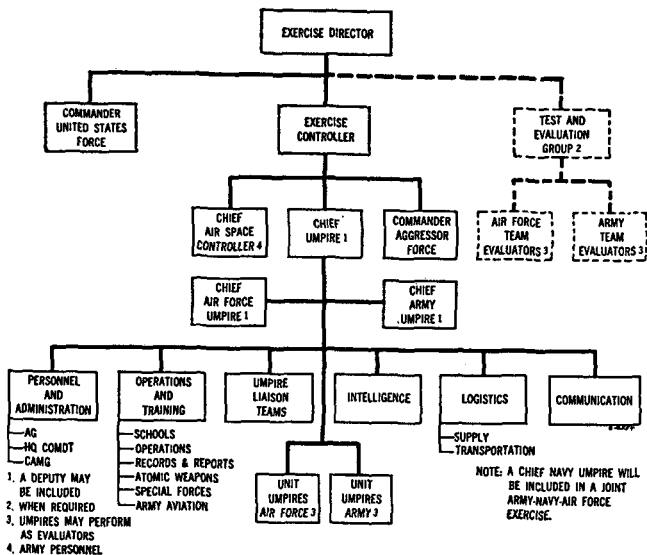 EXERCISE DIRECTOR
COMMANDER
UNITED STATES
FORCE
EXERCISE
CONTROLLER
TEST AND
EVALUATION
GROUP 2
CHIEF
AIR SPACE
CONTROLLER 4
CHIEF
UMPIRE 1
COMMANDER
AGGRESSOR
FORCE
AIR FORCE
TEAM
EVALUATORS 3
ARMY
TEAM
EVALUATORS 3
CHIEF
AIR FORCE
UMPIRE 1
CHIEF
ARMY
UMPIRE 1
PERSONNEL
AND
ADMINISTRATION
OPERATIONS
AND
TRAINING
UMPIRE
LIAISON
TEAMS
INTELLIGENCE
LOGISTICS
COMMUNICATION
AG
HQ COMDT
CAMG
SCHOOLS
OPERATIONS
RECORDS & REPORTS
ATOMIC WEAPONS
SPECIAL FORCES
ARMY AVIATION
SUPPLY
TRANSPORTATION
UNIT
UMPIRES
AIR FORCE 3
UNIT
UMPIRES
ARMY 3
1. A DEPUTY MAY
BE INCLUDED
2. WHEN REQUIRED
3. UMPIRES MAY PERFORM
AS EVALUATORS
4. ARMY PERSONNEL
NOTE: A CHIEF NAVY UMPIRE WILL
BE INCLUDED IN A JOINT
ARMY-NAVY-AIR FORCE
EXERCISE.